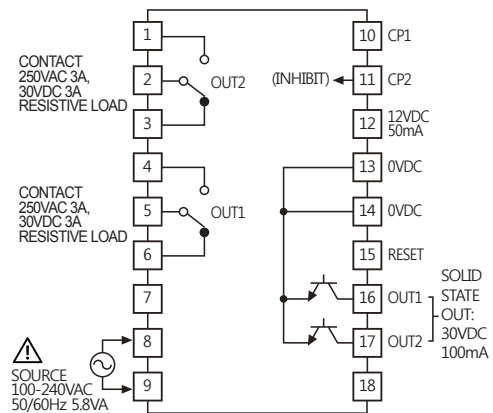 1
CONTACT
250VAC 3A,
30VDC 3A
RESISTIVE LOAD
2
OUT2
3
4
CONTACT
250VAC 3A,
30VDC 3A
RESISTIVE LOAD
5
OUT1
6
7
8
SOURCE
100-240VAC
50/60Hz 5.8VA
9
10 CP1
(INHIBIT) 11 CP2
12 12VDC
50mA
13 0VDC
14 0VDC
15 RESET
16 OUT1
17 OUT2
SOLID
STATE
OUT:
30VDC
100mA
18